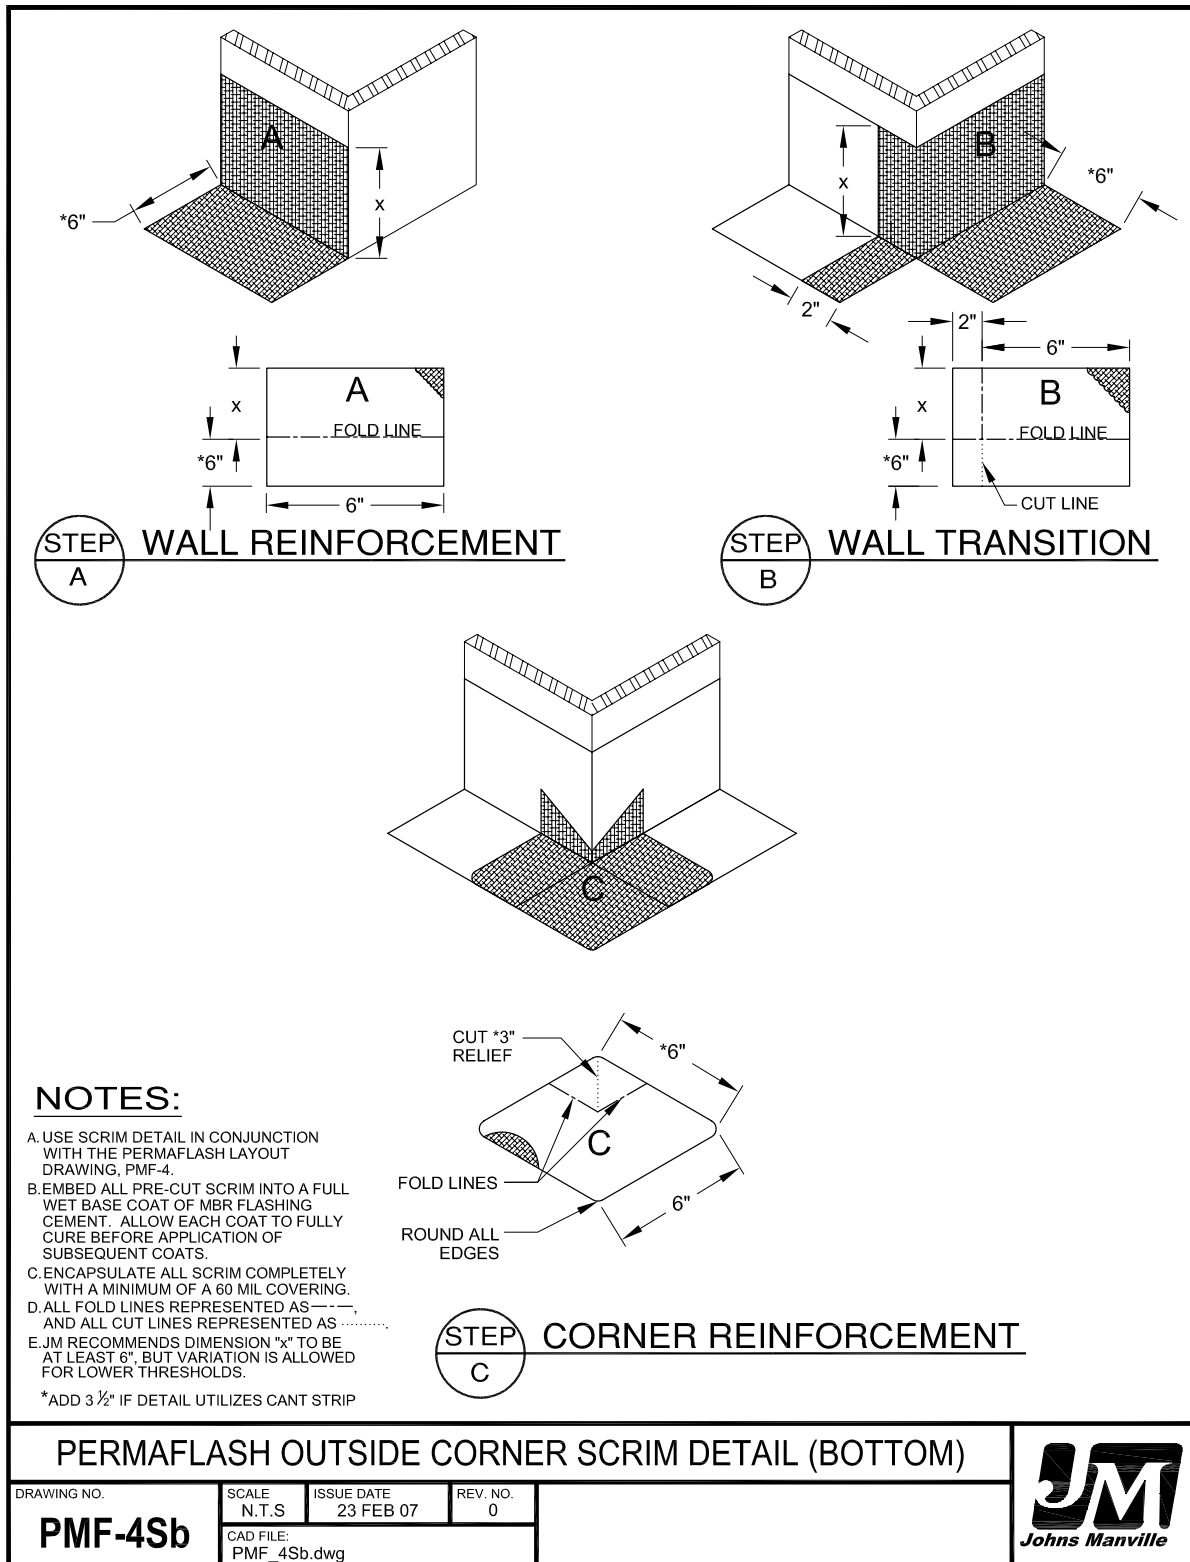 A
*6"
x
B
*6"
x
2"
A
FOLD LINE
x
*6"
6"
2"
6"
B
FOLD LINE
x
*6"
CUT LINE
STEP
A
WALL REINFORCEMENT
STEP
B
WALL TRANSITION
C
CUT *3"
RELIEF
*6"
C
FOLD LINES
6"
ROUND ALL
EDGES
STEP
C
CORNER REINFORCEMENT
NOTES:
A. USE SCRIM DETAIL IN CONJUNCTION
WITH THE PERMAFLASH LAYOUT
DRAWING, PMF-4.
B. EMBED ALL PRE-CUT SCRIM INTO A FULL
WET BASE COAT OF MBR FLASHING
CEMENT. ALLOW EACH COAT TO FULLY
CURE BEFORE APPLICATION OF
SUBSEQUENT COATS.
C. ENCAPSULATE ALL SCRIM COMPLETELY
WITH A MINIMUM OF A 60 MIL COVERING.
D. ALL FOLD LINES REPRESENTED AS —--—,
AND ALL CUT LINES REPRESENTED AS ...........
E. JM RECOMMENDS DIMENSION "x" TO BE
AT LEAST 6", BUT VARIATION IS ALLOWED
FOR LOWER THRESHOLDS.
*ADD 3 ½" IF DETAIL UTILIZES CANT STRIP
PERMAFLASH OUTSIDE CORNER SCRIM DETAIL (BOTTOM)
DRAWING NO.
PMF-4Sb
SCALE
N.T.S
ISSUE DATE
23 FEB 07
REV. NO.
0
CAD FILE:
PMF_4Sb.dwg
JM
Johns Manville